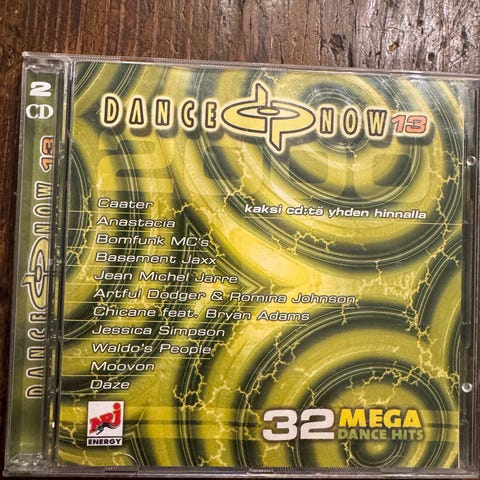 2
CD
DANCE NOW 13
DANCE NOW 13
2000
kaksi cd:tä yhden hinnalla
Caater
Anastacia
Bomfunk MC's
Basement Jaxx
Jean Michel Jarre
Artful Dodger & Romina Johnson
Chicane feat. Bryan Adams
Jessica Simpson
Waldo's People
Moovon
Daze
NRJ
ENERGY
32 MEGA
DANCE HITS